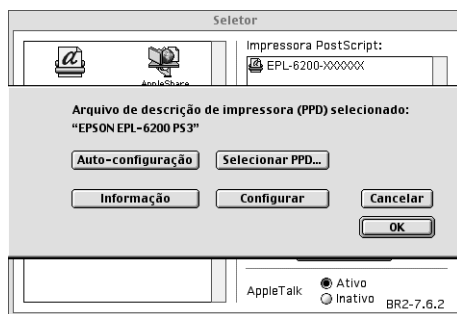 Seletor
AppleShare
Impressora PostScript:
EPL-6200-XXXXXX
Arquivo de descrição de impressora (PPD) selecionado:
“EPSON EPL-6200 PS3”
Auto-configuração
Selecionar PPD...
Informação
Configurar
Cancelar
OK
AppleTalk
Ativo
Inativo
BR2-7.6.2